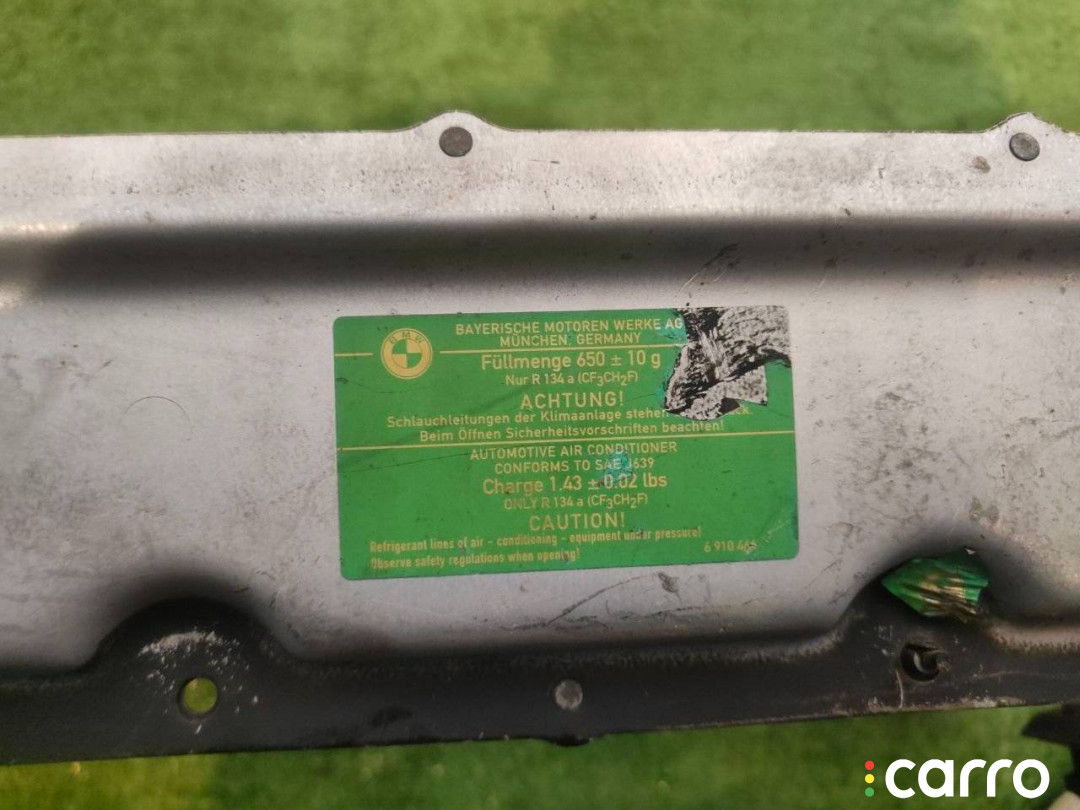 BMW
BAYERISCHE MOTOREN WERKE AG
MÜNCHEN, GERMANY
Füllmenge 650 ± 10 g
Nur R 134 a (CF₃CH₂F)
ACHTUNG!
Schlauchleitungen der Klimaanlage stehen
Beim Öffnen Sicherheitsvorschriften beachten!
AUTOMOTIVE AIR CONDITIONER
CONFORMS TO SAE J639
Charge 1.43 ± 0.02 lbs
ONLY R 134 a (CF₃CH₂F)
CAUTION!
Refrigerant lines of air - conditioning - equipment under pressure!
Observe safety regulations when opening!
6 910
carro